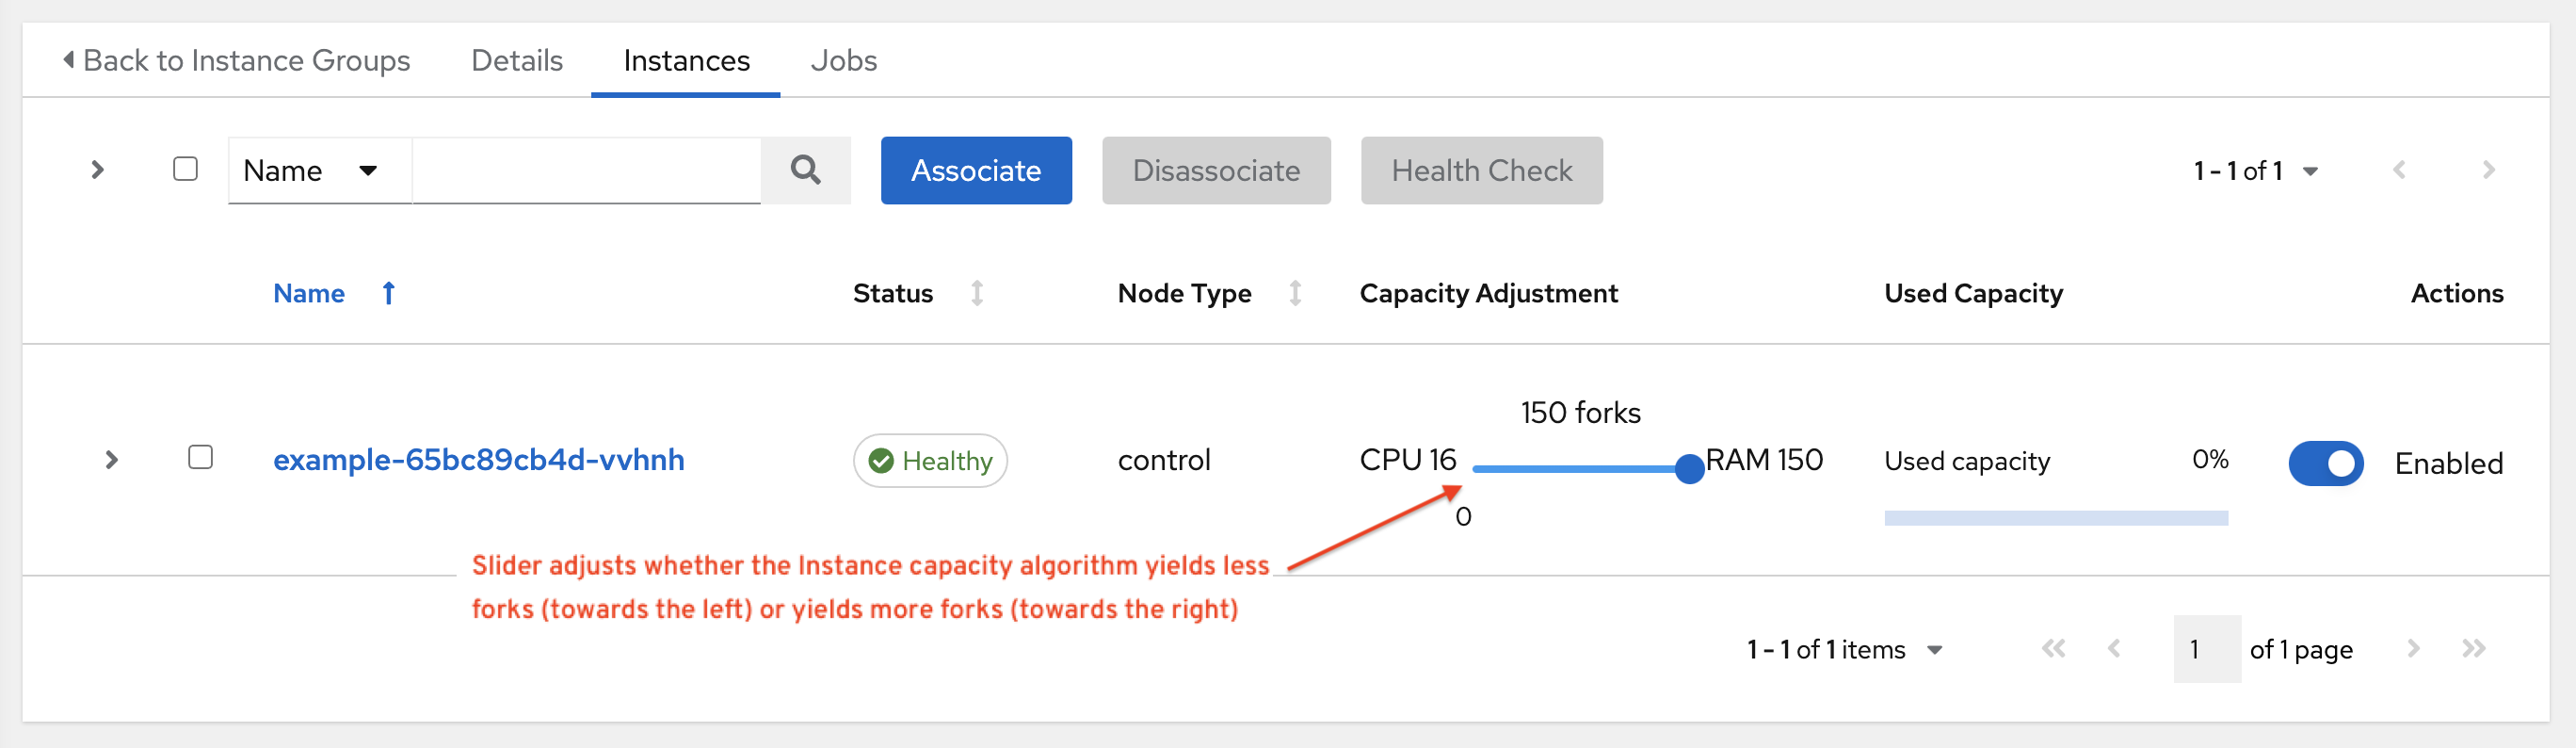 Back to Instance Groups Details Instances Jobs
Name Associate Disassociate Health Check 1 - 1 of 1
Name Status Node Type Capacity Adjustment Used Capacity Actions
150 forks
example-65bc89cb4d-vvhnh Healthy control CPU 16 RAM 150 Used capacity 0% Enabled
0
Slider adjusts whether the Instance capacity algorithm yields less
forks (towards the left) or yields more forks (towards the right)
1 - 1 of 1 items 1 of 1 page